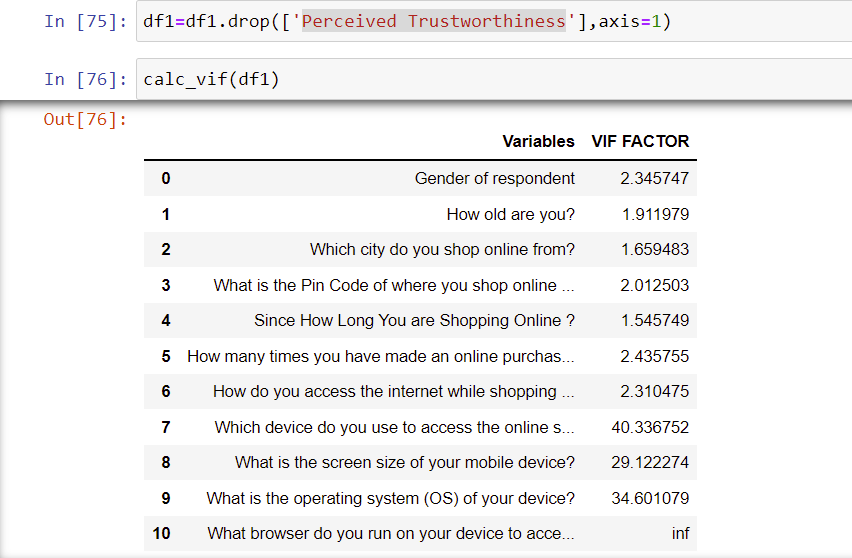 In [75]: df1=df1.drop(['Perceived Trustworthiness'],axis=1)
In [76]: calc_vif(df1)
Out[76]:
Variables VIF FACTOR
0 Gender of respondent 2.345747
1 How old are you? 1.911979
2 Which city do you shop online from? 1.659483
3 What is the Pin Code of where you shop online ... 2.012503
4 Since How Long You are Shopping Online ? 1.545749
5 How many times you have made an online purchas... 2.435755
6 How do you access the internet while shopping ... 2.310475
7 Which device do you use to access the online s... 40.336752
8 What is the screen size of your mobile device? 29.122274
9 What is the operating system (OS) of your device? 34.601079
10 What browser do you run on your device to acce... inf